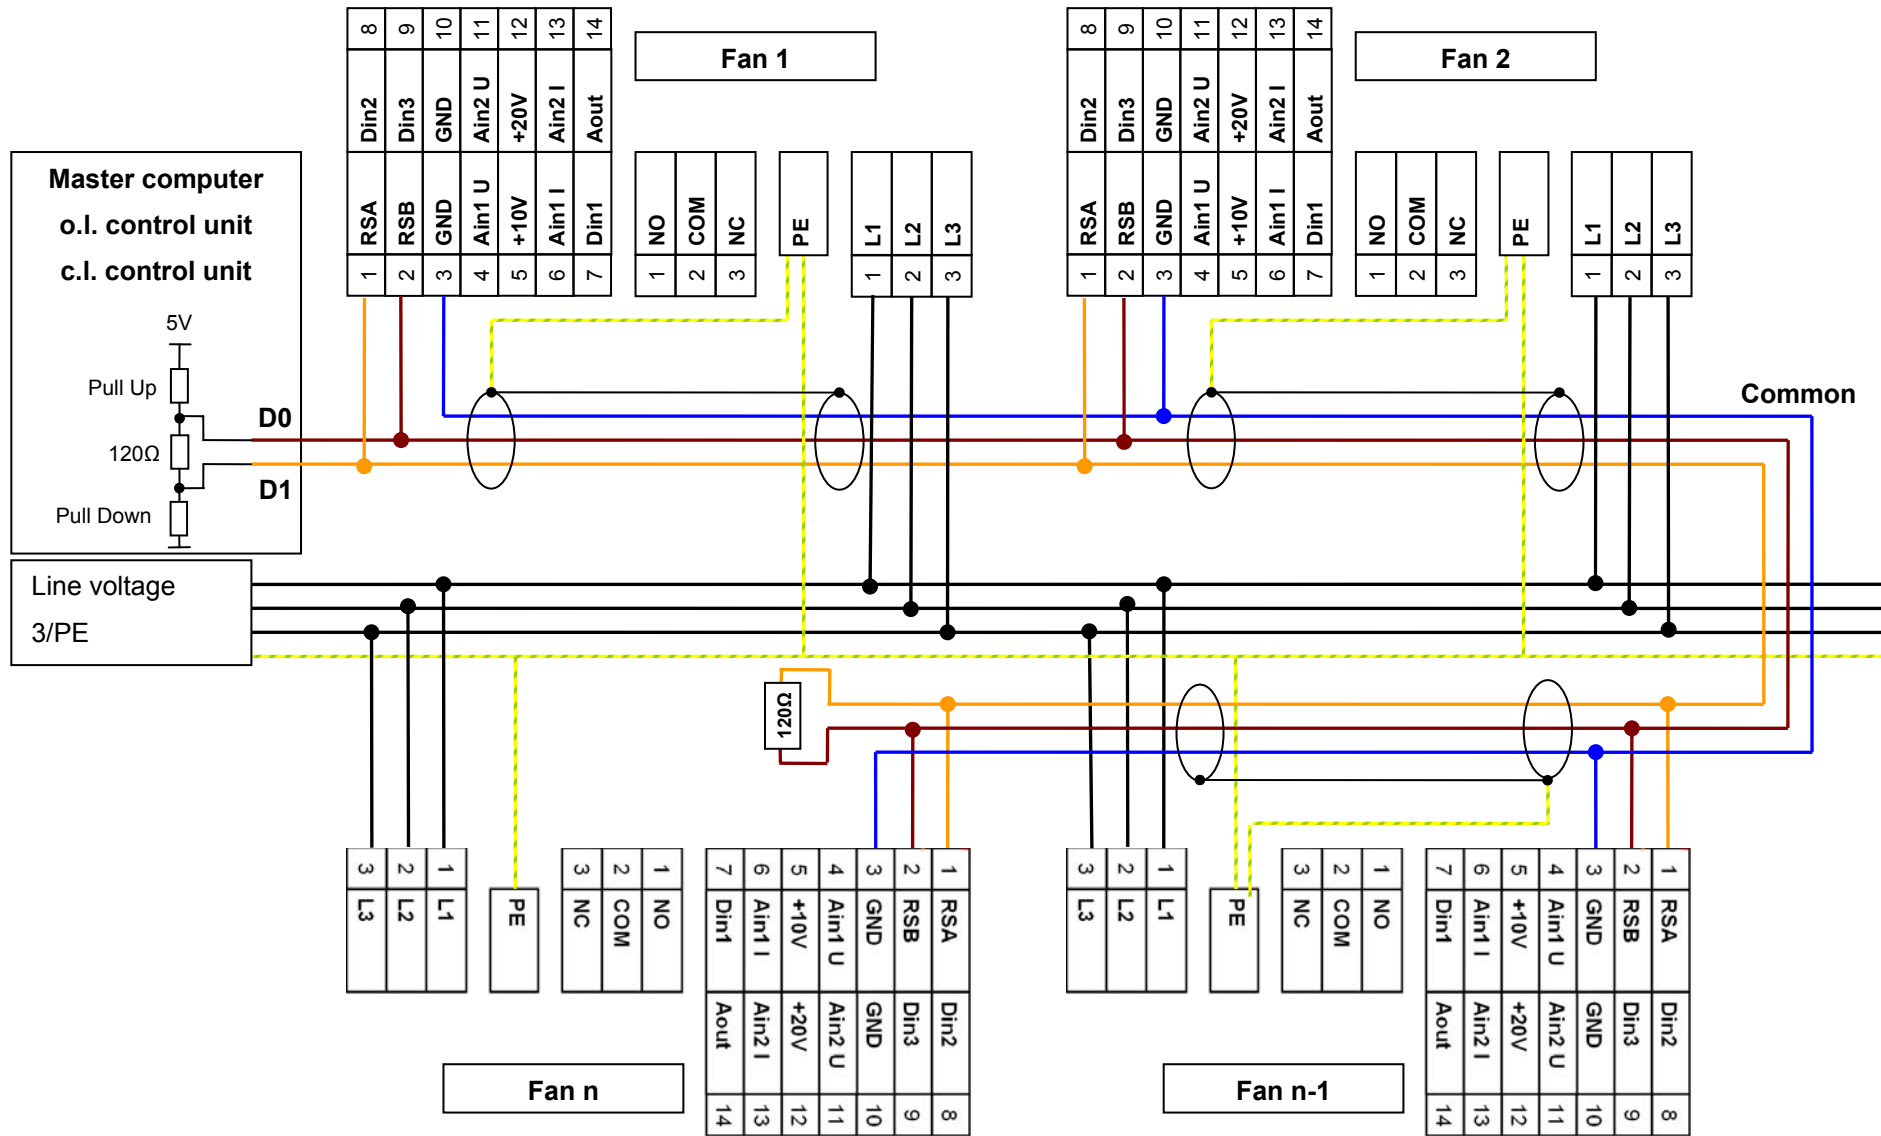 8 9 10 11 12 13 14
Din2 Din3 GND Ain2 U +20V Ain2 I Aout
RSA RSB GND Ain1 U +10V Ain1 I Din1
1 2 3 4 5 6 7
Fan 1
NO COM NC
1 2 3
PE
L1 L2 L3
1 2 3
8 9 10 11 12 13 14
Din2 Din3 GND Ain2 U +20V Ain2 I Aout
RSA RSB GND Ain1 U +10V Ain1 I Din1
1 2 3 4 5 6 7
Fan 2
NO COM NC
1 2 3
PE
L1 L2 L3
1 2 3
Master computer
o.l. control unit
c.l. control unit
5V
Pull Up
D0
120Ω
D1
Pull Down
Common
Line voltage
3/PE
120Ω
3 2 1
L3 L2 L1
PE
3 2 1
NC COM NO
7 6 5 4 3 2 1
Din1 Ain1 I +10V Ain1 U GND RSB RSA
Aout Ain2 I +20V Ain2 U GND Din3 Din2
14 13 12 11 10 9 8
Fan n
3 2 1
L3 L2 L1
PE
3 2 1
NC COM NO
7 6 5 4 3 2 1
Din1 Ain1 I +10V Ain1 U GND RSB RSA
Aout Ain2 I +20V Ain2 U GND Din3 Din2
14 13 12 11 10 9 8
Fan n-1